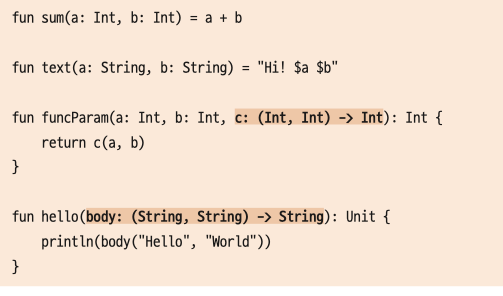 fun sum(a: Int, b: Int) = a + b
fun text(a: String, b: String) = "Hi! $a $b"
fun funcParam(a: Int, b: Int, c: (Int, Int) -> Int): Int {
return c(a, b)
}
fun hello(body: (String, String) -> String): Unit {
println(body("Hello", "World"))
}